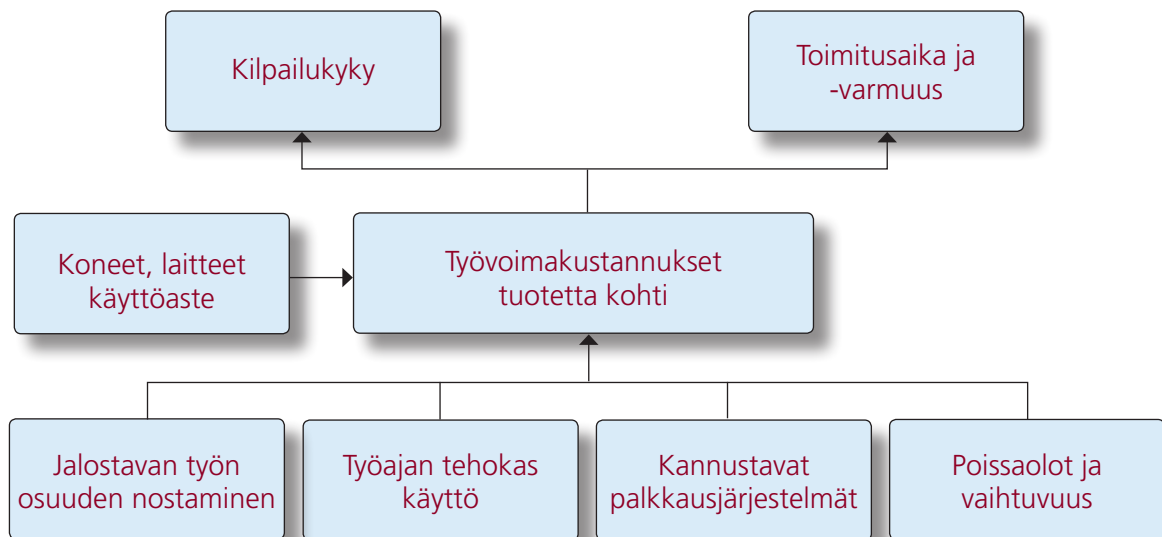 Kilpailukyky
Toimitusaika ja
-varmuus
Koneet, laitteet
käyttöaste
Työvoimakustannukset
tuotetta kohti
Jalostavan työn
osuuden nostaminen
Työajan tehokas
käyttö
Kannustavat
palkkausjärjestelmät
Poissaolot ja
vaihtuvuus